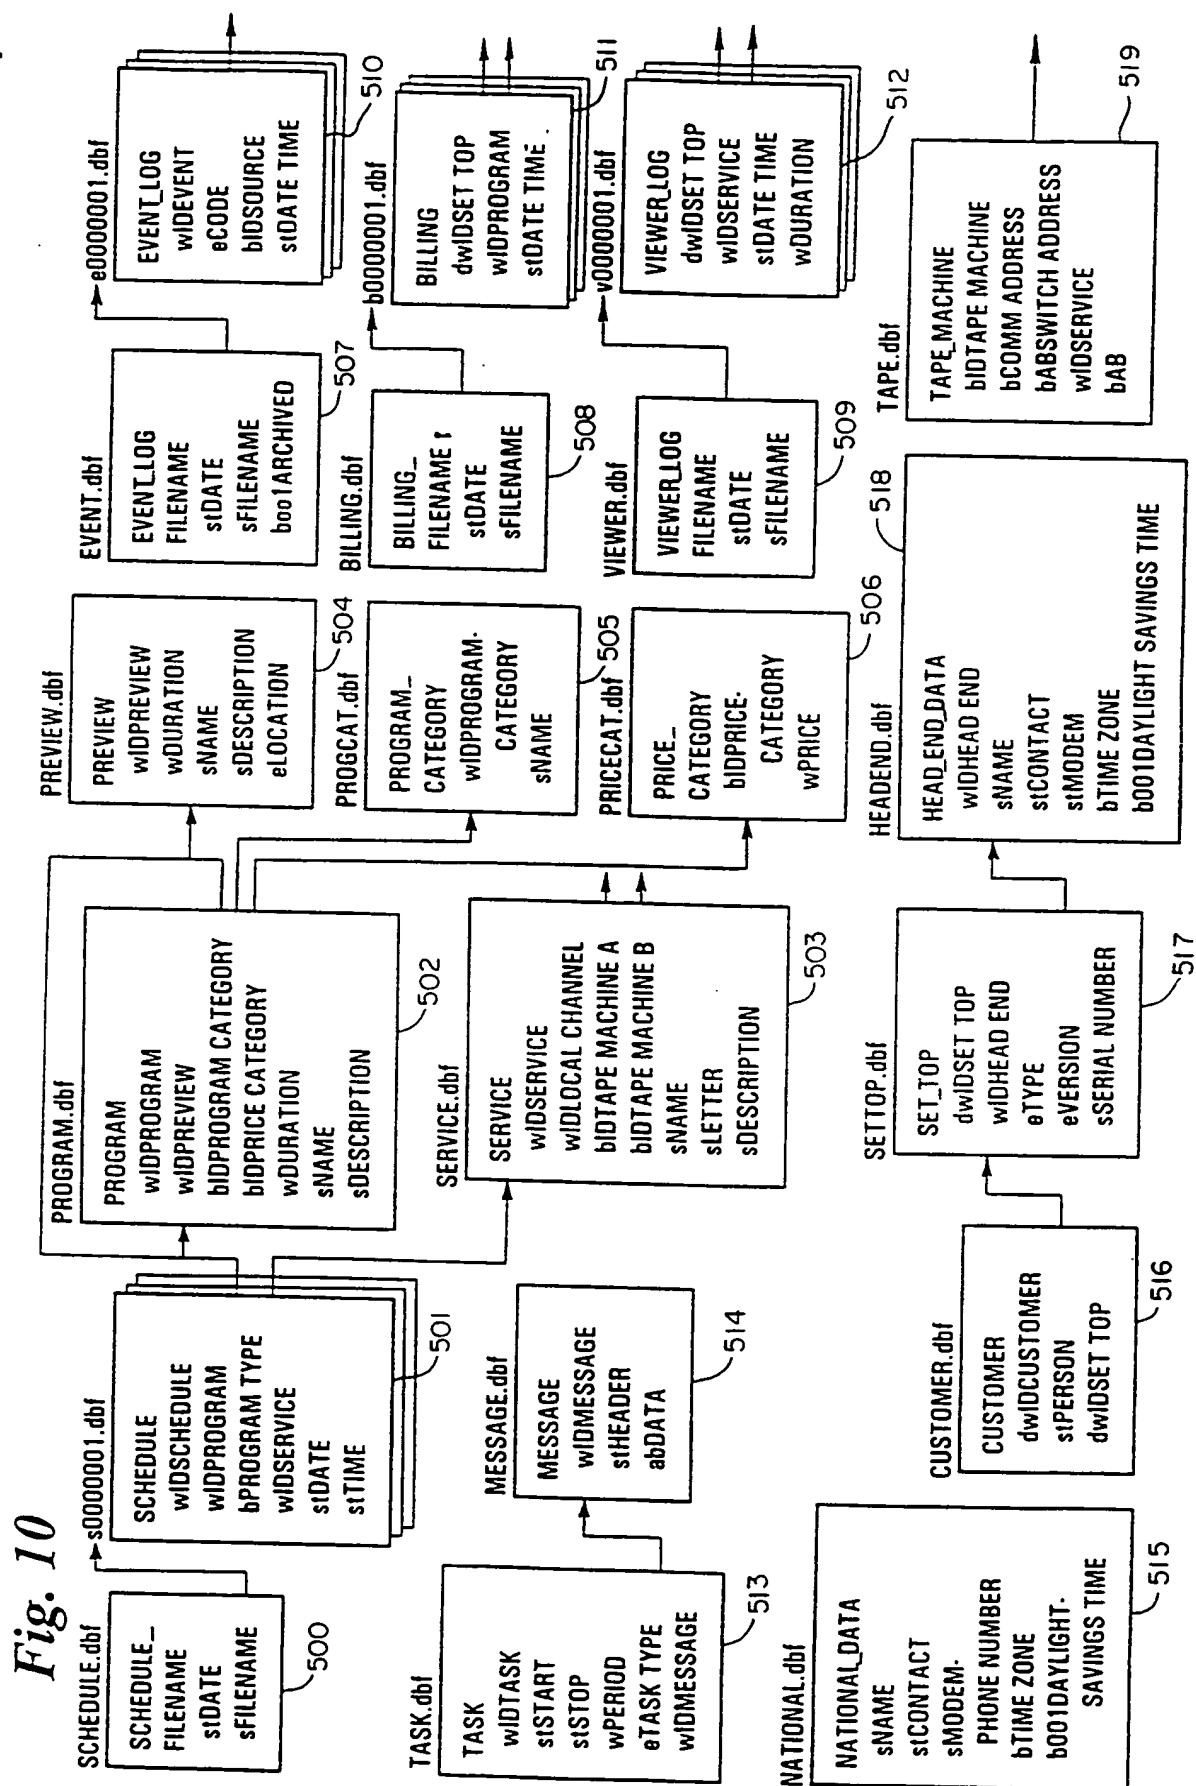 Fig. 10
SCHEDULE.dbf
SCHEDULE_
FILENAME
stDATE
sFILENAME
500
s0000001.dbf
SCHEDULE
wIDSCHEDULE
wIDPROGRAM
bPROGRAM TYPE
wIDSERVICE
stDATE
stTIME
501
PROGRAM.dbf
PROGRAM
wIDPROGRAM
wIDPREVIEW
bIDPROGRAM CATEGORY
bIDPRICE CATEGORY
wDURATION
sNAME
sDESCRIPTION
502
SERVICE.dbf
SERVICE
wIDSERVICE
wIDLOCAL CHANNEL
bIDTAPE MACHINE A
bIDTAPE MACHINE B
sNAME
sLETTER
sDESCRIPTION
503
PREVIEW.dbf
PREVIEW
wIDPREVIEW
wDURATION
sNAME
sDESCRIPTION
eLOCATION
504
PROGCAT.dbf
PROGRAM_
CATEGORY
wIDPROGRAM-
CATEGORY
sNAME
505
PRICECAT.dbf
PRICE_
CATEGORY
bIDPRICE-
CATEGORY
wPRICE
506
EVENT.dbf
EVENT_LOG
FILENAME
stDATE
sFILENAME
boo1ARCHIVED
507
BILLING.dbf
BILLING_
FILENAME
stDATE
sFILENAME
508
VIEWER.dbf
VIEWER_LOG
FILENAME
stDATE
sFILENAME
509
e0000001.dbf
EVENT_LOG
wIDEVENT
eCODE
bIDSOURCE
stDATE TIME
510
b0000001.dbf
BILLING
dwIDSET TOP
wIDPROGRAM
stDATE TIME
511
v0000001.dbf
VIEWER_LOG
dwIDSET TOP
wIDSERVICE
stDATE TIME
wDURATION
512
TASK.dbf
TASK
wIDTASK
stSTART
stSTOP
wPERIOD
eTASK TYPE
wIDMESSAGE
513
MESSAGE.dbf
MESSAGE
wIDMESSAGE
stHEADER
abDATA
514
NATIONAL.dbf
NATIONAL_DATA
sNAME
stCONTACT
sMODEM-
PHONE NUMBER
bTIME ZONE
b001DAYLIGHT-
SAVINGS TIME
515
CUSTOMER.dbf
CUSTOMER
dwIDCUSTOMER
stPERSON
dwIDSET TOP
516
SETTOP.dbf
SET_TOP
dwIDSET TOP
wIDHEAD END
eTYPE
eVERSION
sSERIAL NUMBER
517
HEADEND.dbf
HEAD_END_DATA
wIDHEAD END
sNAME
stCONTACT
stMODEM
bTIME ZONE
b001DAYLIGHT SAVINGS TIME
518
TAPE.dbf
TAPE_MACHINE
bIDTAPE MACHINE
bCOMM ADDRESS
bABSWITCH ADDRESS
wIDSERVICE
bAB
519